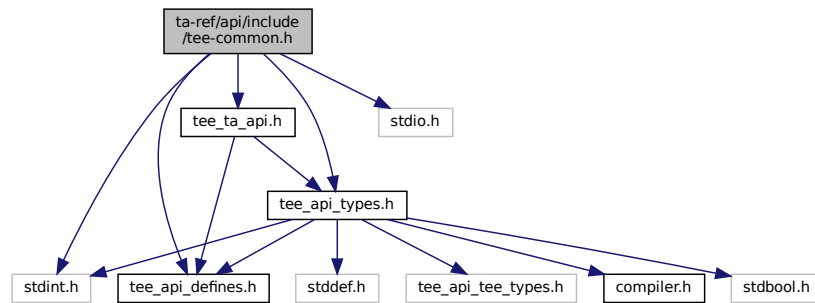 ta-ref/api/include
/tee-common.h
tee_ta_api.h
stdio.h
tee_api_types.h
stdint.h
tee_api_defines.h
stddef.h
tee_api_tee_types.h
compiler.h
stdbool.h